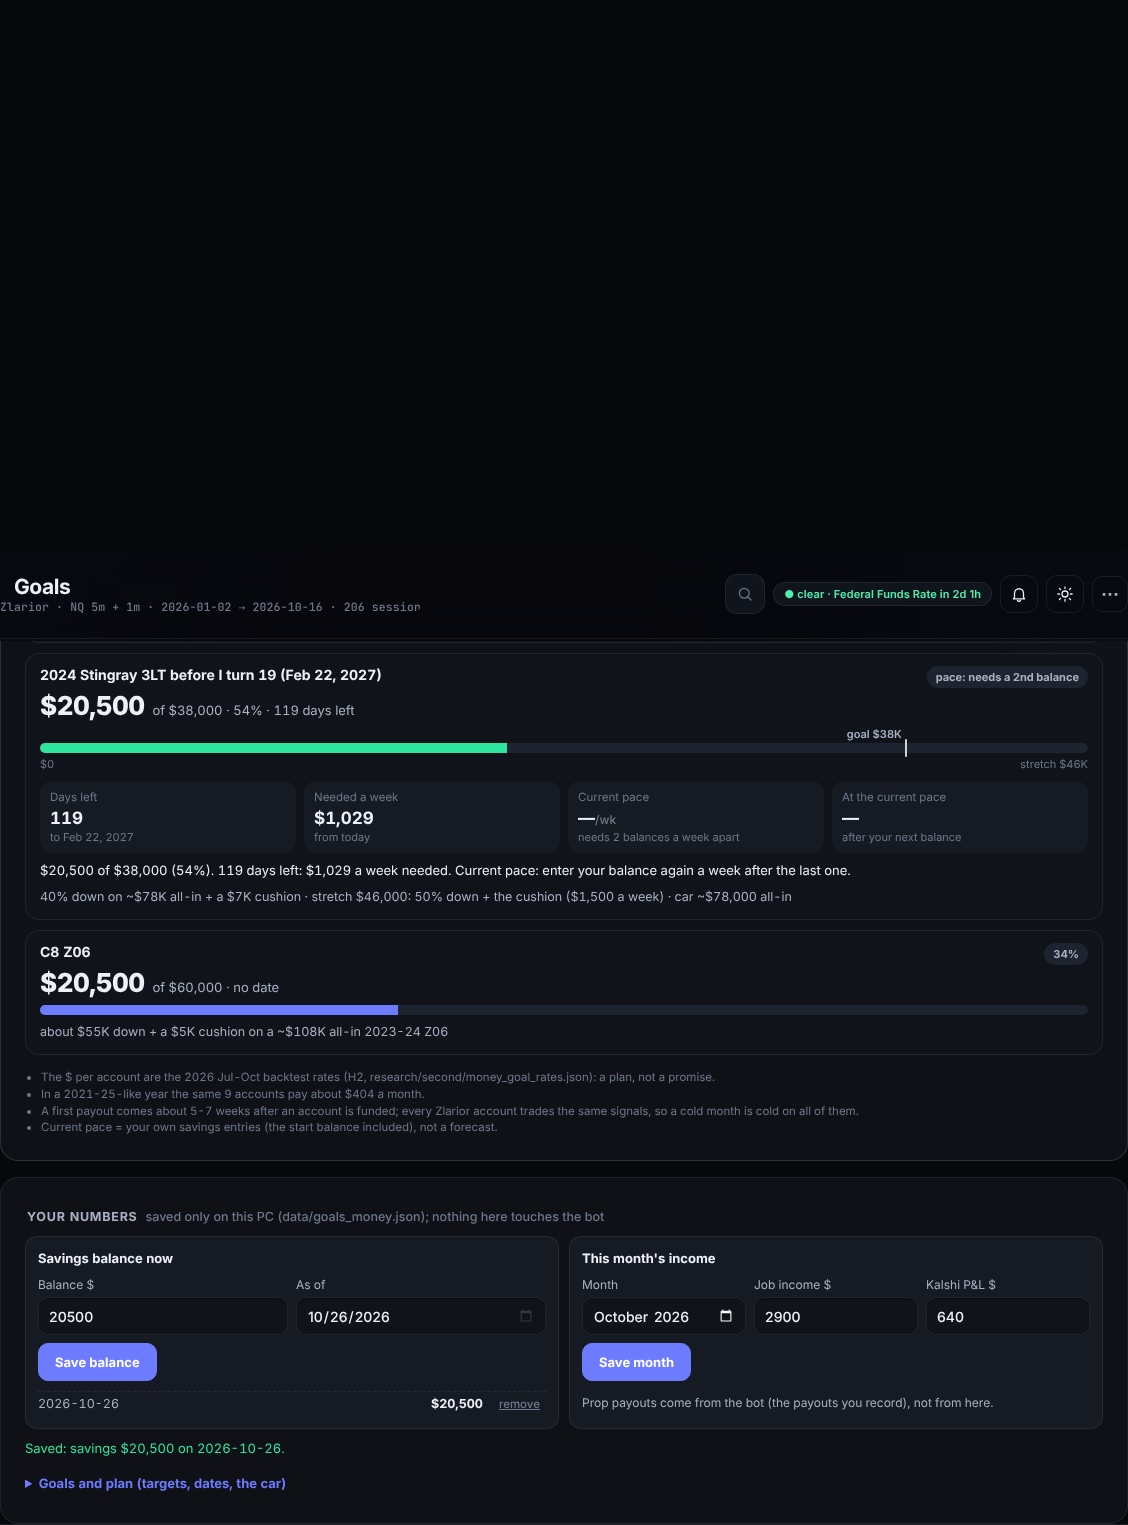 Goals
Zlarior · NQ 5m + 1m · 2026-01-02 → 2026-10-16 · 206 session
clear · Federal Funds Rate in 2d 1h
2024 Stingray 3LT before I turn 19 (Feb 22, 2027)
pace: needs a 2nd balance
$20,500 of $38,000 · 54% · 119 days left
goal $38K
$0
stretch $46K
Days left
119
to Feb 22, 2027
Needed a week
$1,029
from today
Current pace
—/wk
needs 2 balances a week apart
At the current pace
—
after your next balance
$20,500 of $38,000 (54%). 119 days left: $1,029 a week needed. Current pace: enter your balance again a week after the last one.
40% down on ~$78K all-in + a $7K cushion · stretch $46,000: 50% down + the cushion ($1,500 a week) · car ~$78,000 all-in
C8 Z06
34%
$20,500 of $60,000 · no date
about $55K down + a $5K cushion on a ~$108K all-in 2023-24 Z06
• The $ per account are the 2026 Jul-Oct backtest rates (H2, research/second/money_goal_rates.json): a plan, not a promise.
• In a 2021-25-like year the same 9 accounts pay about $404 a month.
• A first payout comes about 5-7 weeks after an account is funded; every Zlarior account trades the same signals, so a cold month is cold on all of them.
• Current pace = your own savings entries (the start balance included), not a forecast.
YOUR NUMBERS saved only on this PC (data/goals_money.json); nothing here touches the bot
Savings balance now
Balance $
As of
20500
10/26/2026
Save balance
2026-10-26 $20,500 remove
This month's income
Month
Job income $
Kalshi P&L $
October 2026
2900
640
Save month
Prop payouts come from the bot (the payouts you record), not from here.
Saved: savings $20,500 on 2026-10-26.
Goals and plan (targets, dates, the car)